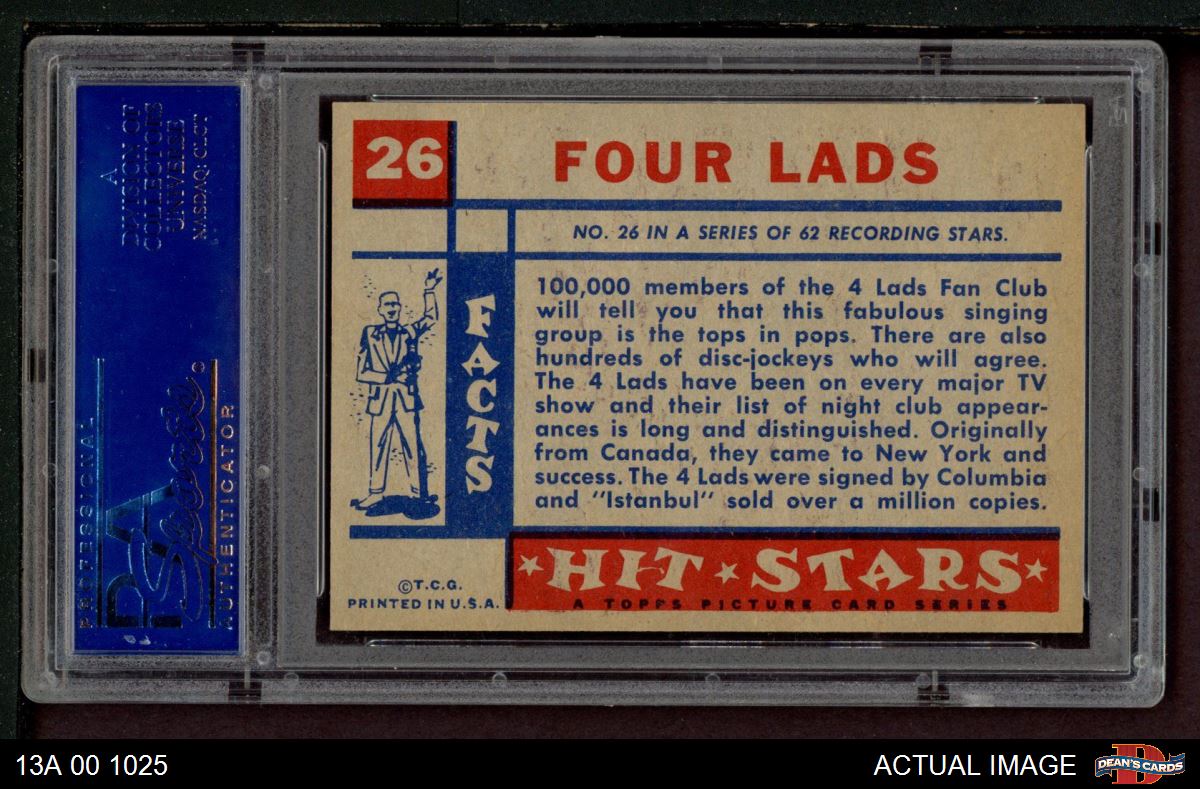 A
DIVISION OF
COLLECTORS
UNIVERSE
NASDAQ: CLCT
PROFESSIONAL
PSA
Sports
AUTHENTICATOR
26
FOUR LADS
NO. 26 IN A SERIES OF 62 RECORDING STARS.
FACTS
100,000 members of the 4 Lads Fan Club
will tell you that this fabulous singing
group is the tops in pops. There are also
hundreds of disc-jockeys who will agree.
The 4 Lads have been on every major TV
show and their list of night club appear-
ances is long and distinguished. Originally
from Canada, they came to New York and
success. The 4 Lads were signed by Columbia
and "Istanbul" sold over a million copies.
©T.C.G.
PRINTED IN U.S.A.
HIT STARS
A TOPPS PICTURE CARD SERIES
13A 00 1025
ACTUAL IMAGE
D
DEAN'S CARDS